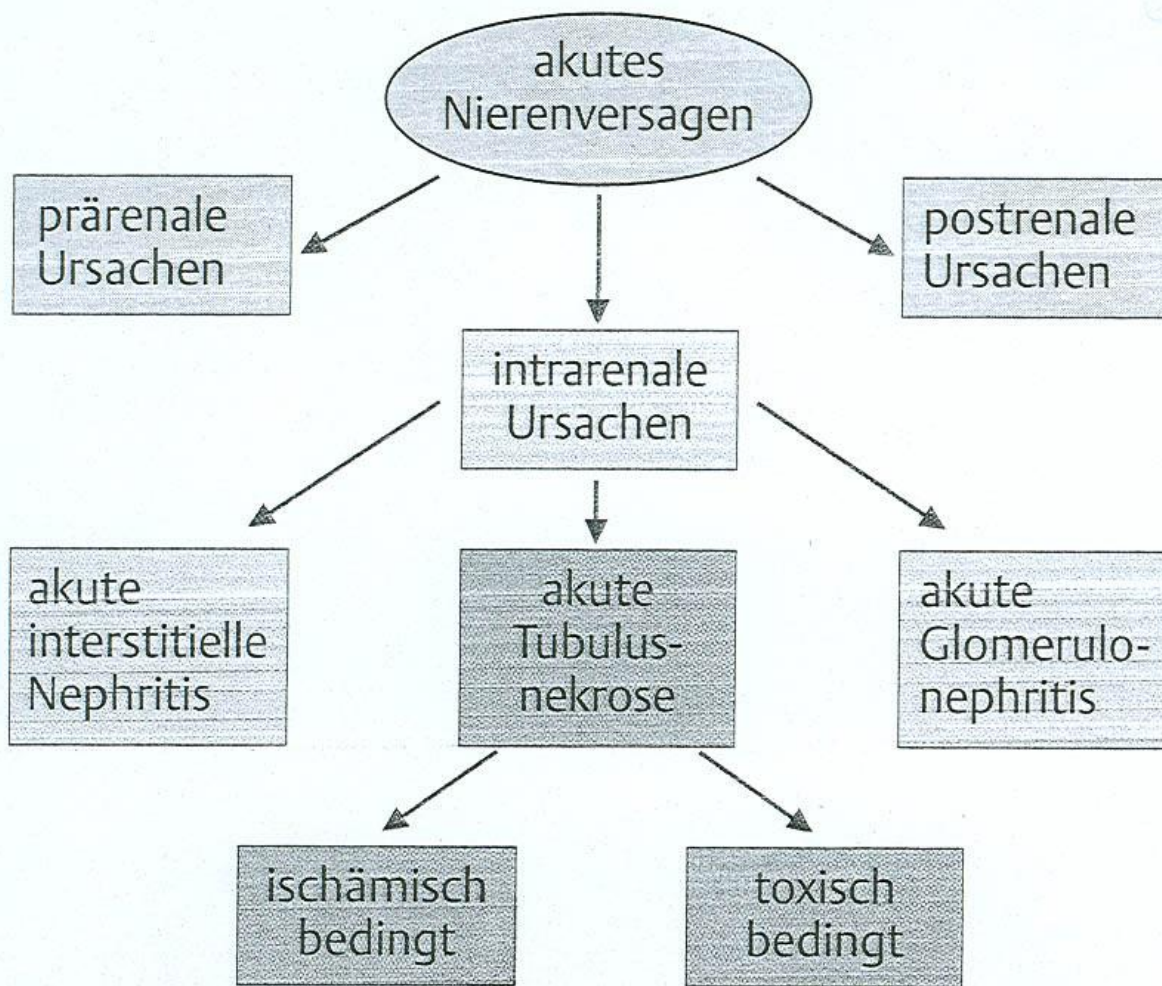 akutes
Nierenversagen
prärenale
Ursachen
postrenale
Ursachen
intrarenale
Ursachen
akute
interstitielle
Nephritis
akute
Tubulus-
nekrose
akute
Glomerulo-
nephritis
ischämisch
bedingt
toxisch
bedingt